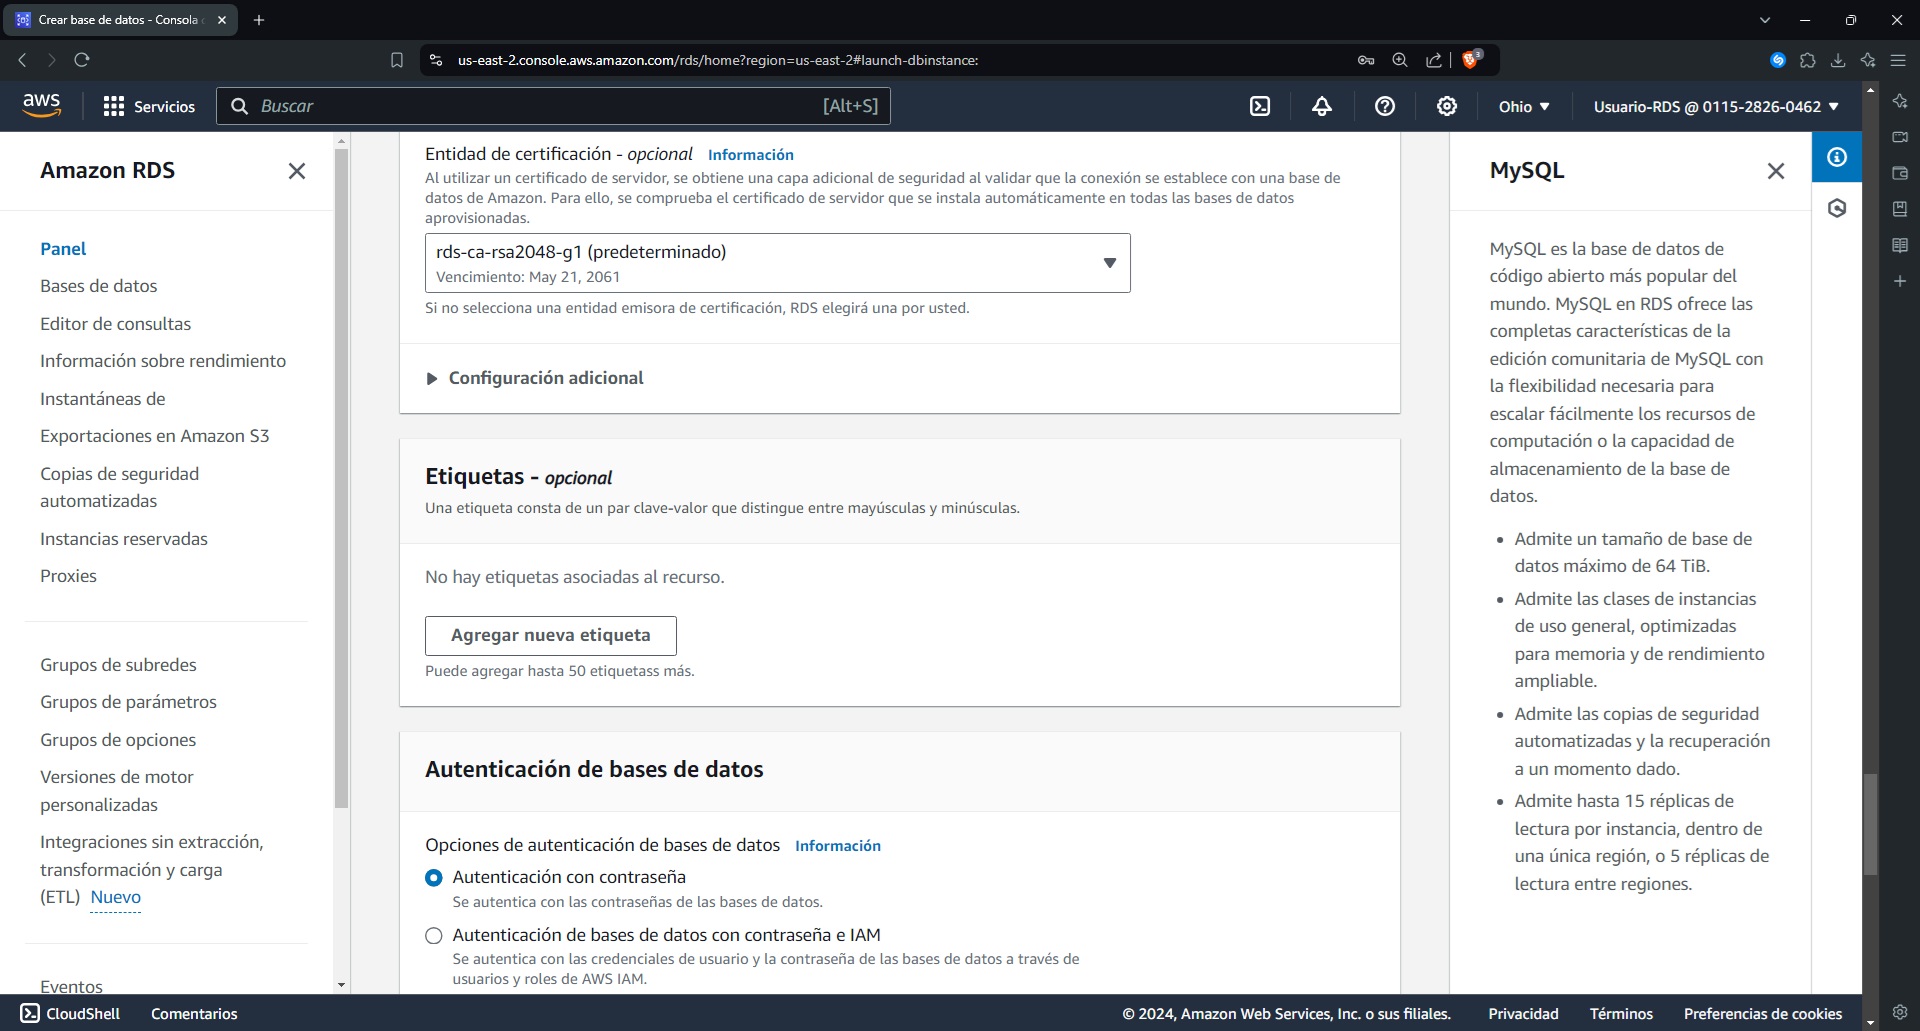 Crear base de datos - Consola
us-east-2.console.aws.amazon.com/rds/home?region=us-east-2#launch-dbinstance:
3
aws
Servicios
Buscar
[Alt+S]
Ohio
Usuario-RDS @ 0115-2826-0462
Amazon RDS
Panel
Bases de datos
Editor de consultas
Información sobre rendimiento
Instantáneas de
Exportaciones en Amazon S3
Copias de seguridad
automatizadas
Instancias reservadas
Proxies
Grupos de subredes
Grupos de parámetros
Grupos de opciones
Versiones de motor
personalizadas
Integraciones sin extracción,
transformación y carga
(ETL) Nuevo
Eventos
Entidad de certificación - opcional Información
Al utilizar un certificado de servidor, se obtiene una capa adicional de seguridad al validar que la conexión se establece con una base de
datos de Amazon. Para ello, se comprueba el certificado de servidor que se instala automáticamente en todas las bases de datos
aprovisionadas.
rds-ca-rsa2048-g1 (predeterminado)
Vencimiento: May 21, 2061
Si no selecciona una entidad emisora de certificación, RDS elegirá una por usted.
Configuración adicional
Etiquetas - opcional
Una etiqueta consta de un par clave-valor que distingue entre mayúsculas y minúsculas.
No hay etiquetas asociadas al recurso.
Agregar nueva etiqueta
Puede agregar hasta 50 etiquetass más.
Autenticación de bases de datos
Opciones de autenticación de bases de datos Información
Autenticación con contraseña
Se autentica con las contraseñas de las bases de datos.
Autenticación de bases de datos con contraseña e IAM
Se autentica con las credenciales de usuario y la contraseña de las bases de datos a través de
usuarios y roles de AWS IAM.
MySQL
MySQL es la base de datos de
código abierto más popular del
mundo. MySQL en RDS ofrece las
completas características de la
edición comunitaria de MySQL con
la flexibilidad necesaria para
escalar fácilmente los recursos de
computación o la capacidad de
almacenamiento de la base de
datos.
• Admite un tamaño de base de
datos máximo de 64 TiB.
• Admite las clases de instancias
de uso general, optimizadas
para memoria y de rendimiento
ampliable.
• Admite las copias de seguridad
automatizadas y la recuperación
a un momento dado.
• Admite hasta 15 réplicas de
lectura por instancia, dentro de
una única región, o 5 réplicas de
lectura entre regiones.
CloudShell
Comentarios
© 2024, Amazon Web Services, Inc. o sus filiales.
Privacidad
Términos
Preferencias de cookies